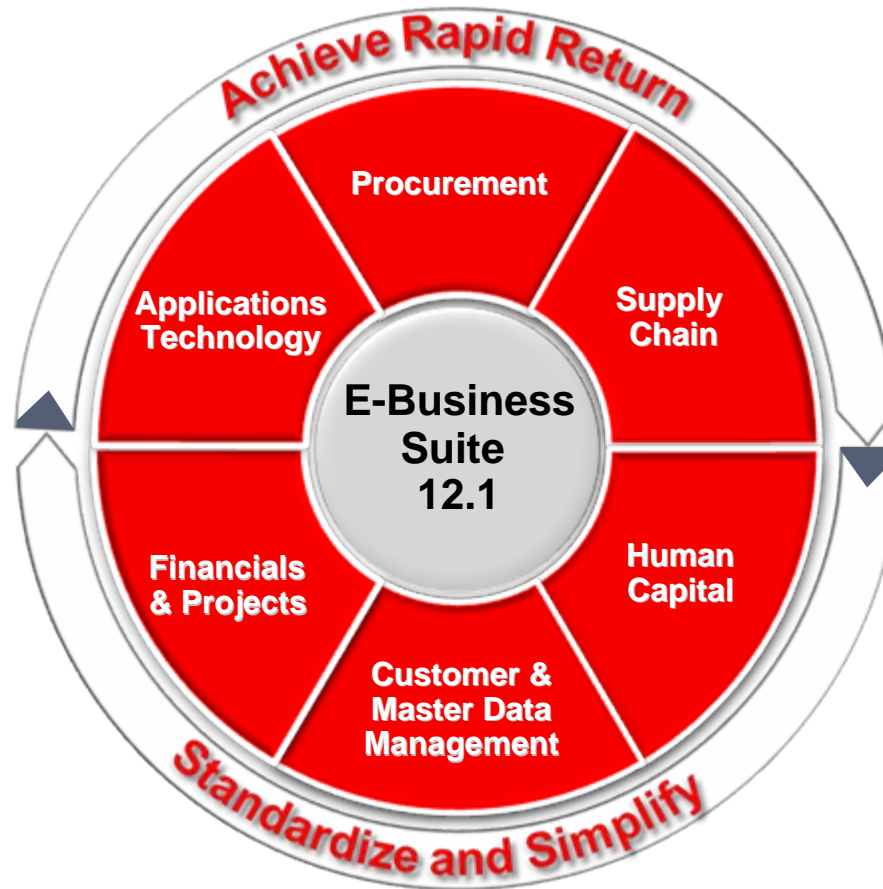 Achieve Rapid Return
Procurement
Applications
Technology
Supply
Chain
E-Business
Suite
12.1
Financials
& Projects
Human
Capital
Customer &
Master Data
Management
Standardize and Simplify